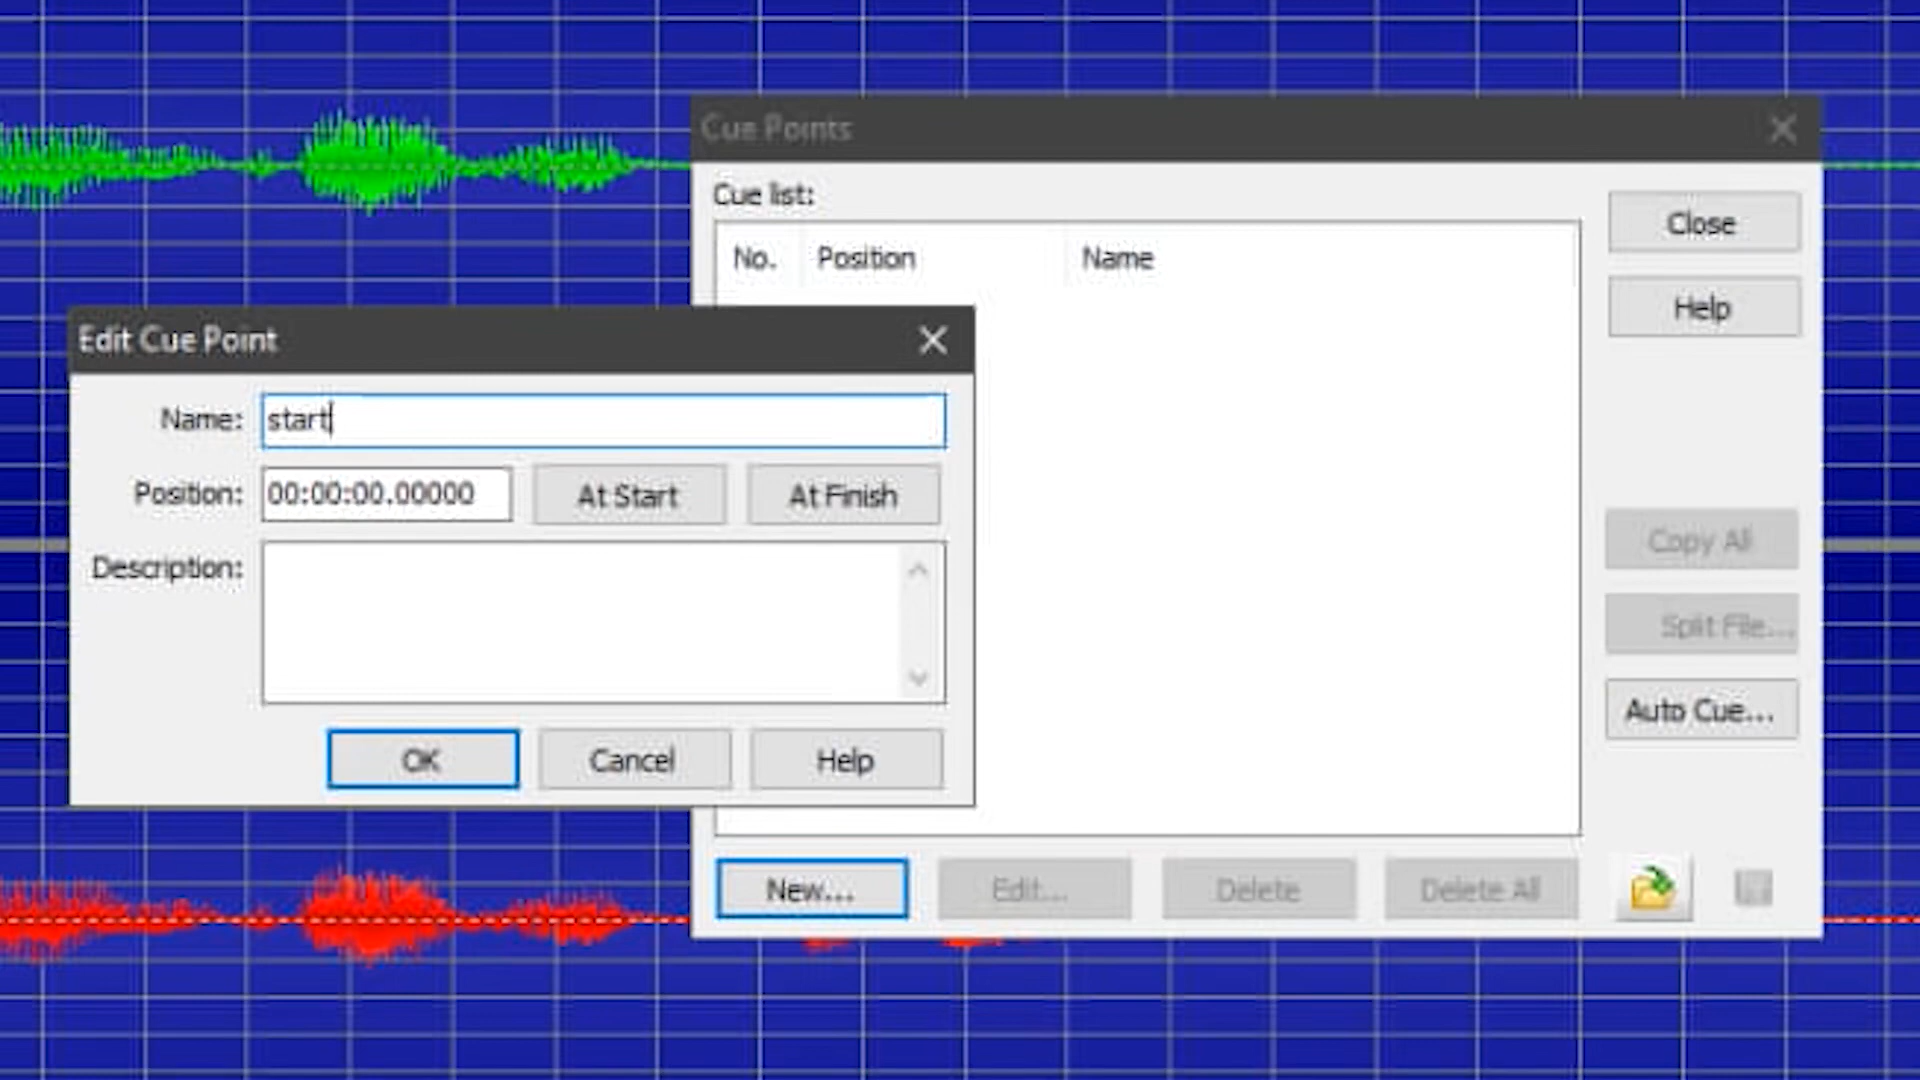 Cue Points
Cue list:
No. Position Name
Close
Help
Edit Cue Point
Name: start
Position: 00:00:00.00000 At Start At Finish
Description:
OK Cancel Help
Copy All
Split File...
Auto Cue...
New... Edit... Delete Delete All